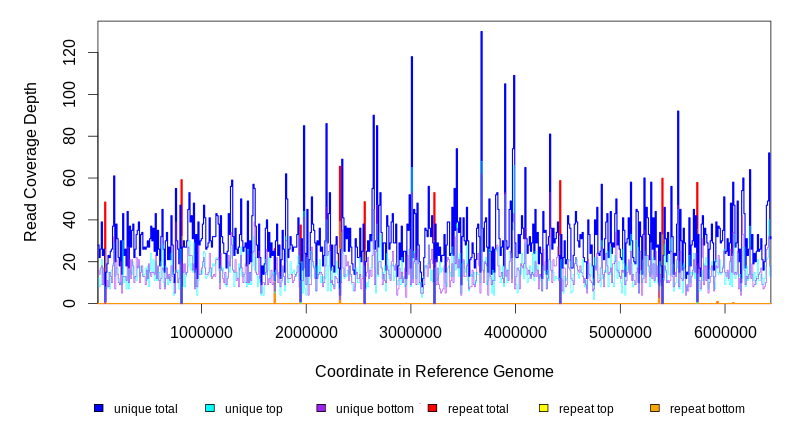 120
100
80
60
40
20
0
Read Coverage Depth
1000000 2000000 3000000 4000000 5000000 6000000
Coordinate in Reference Genome
unique total unique top unique bottom repeat total repeat top repeat bottom